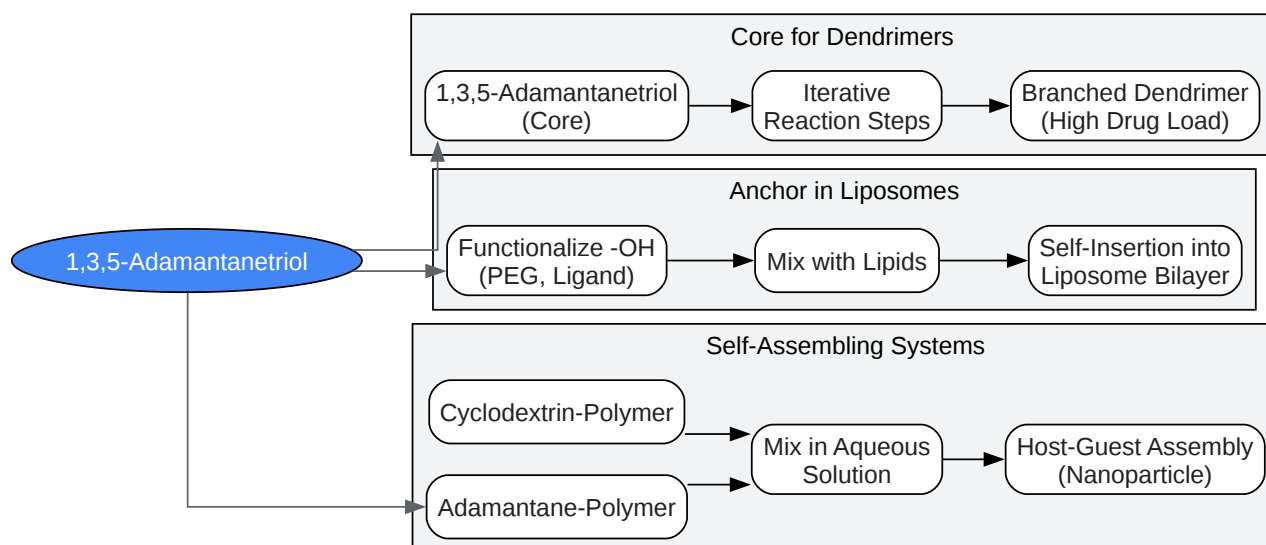 Core for Dendrimers
1,3,5-Adamantanetriol
(Core)
Iterative
Reaction Steps
Branched Dendrimer
(High Drug Load)
Anchor in Liposomes
1,3,5-Adamantanetriol
Functionalize -OH
(PEG, Ligand)
Mix with Lipids
Self-Insertion into
Liposome Bilayer
Self-Assembling Systems
Cyclodextrin-Polymer
Adamantane-Polymer
Mix in Aqueous
Solution
Host-Guest Assembly
(Nanoparticle)